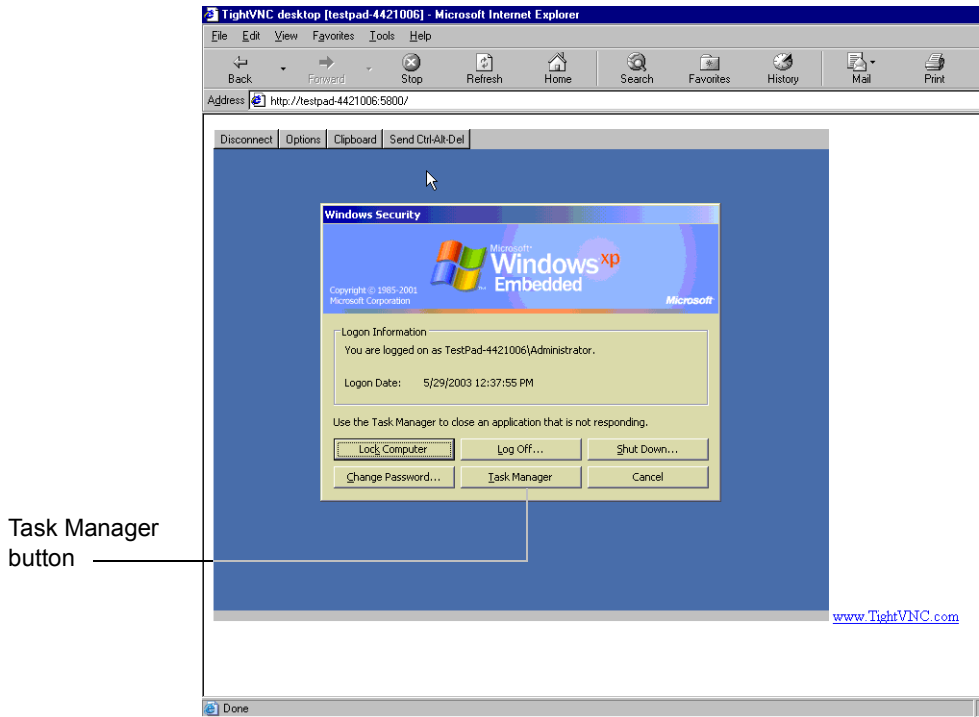 TightVNC desktop [testpad-4421006] - Microsoft Internet Explorer
File Edit View Favorites Tools Help
Back Forward Stop Refresh Home Search Favorites History Mail Print
Address http://testpad-4421006:5800/
Disconnect Options Clipboard Send Ctrl-Alt-Del
Windows Security
Microsoft
Windows xp
Embedded
Copyright © 1985-2001
Microsoft Corporation
Microsoft
Logon Information
You are logged on as TestPad-4421006\Administrator.
Logon Date: 5/29/2003 12:37:55 PM
Use the Task Manager to close an application that is not responding.
Lock Computer Log Off... Shut Down...
Change Password... Task Manager Cancel
Task Manager
button
www.TightVNC.com
Done